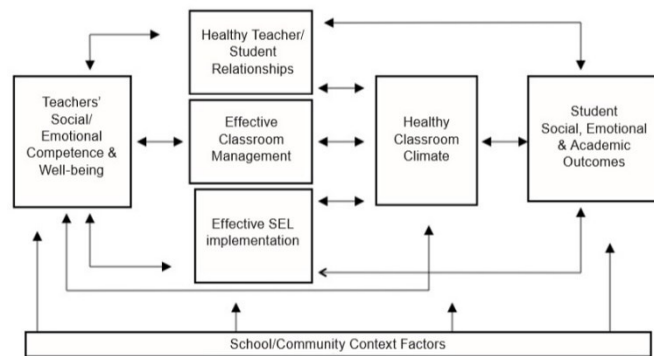 Healthy Teacher/
Student
Relationships
Teachers'
Social/
Emotional
Competence &
Well-being
Effective
Classroom
Management
Healthy
Classroom
Climate
Student
Social, Emotional
& Academic
Outcomes
Effective SEL
implementation
School/Community Context Factors